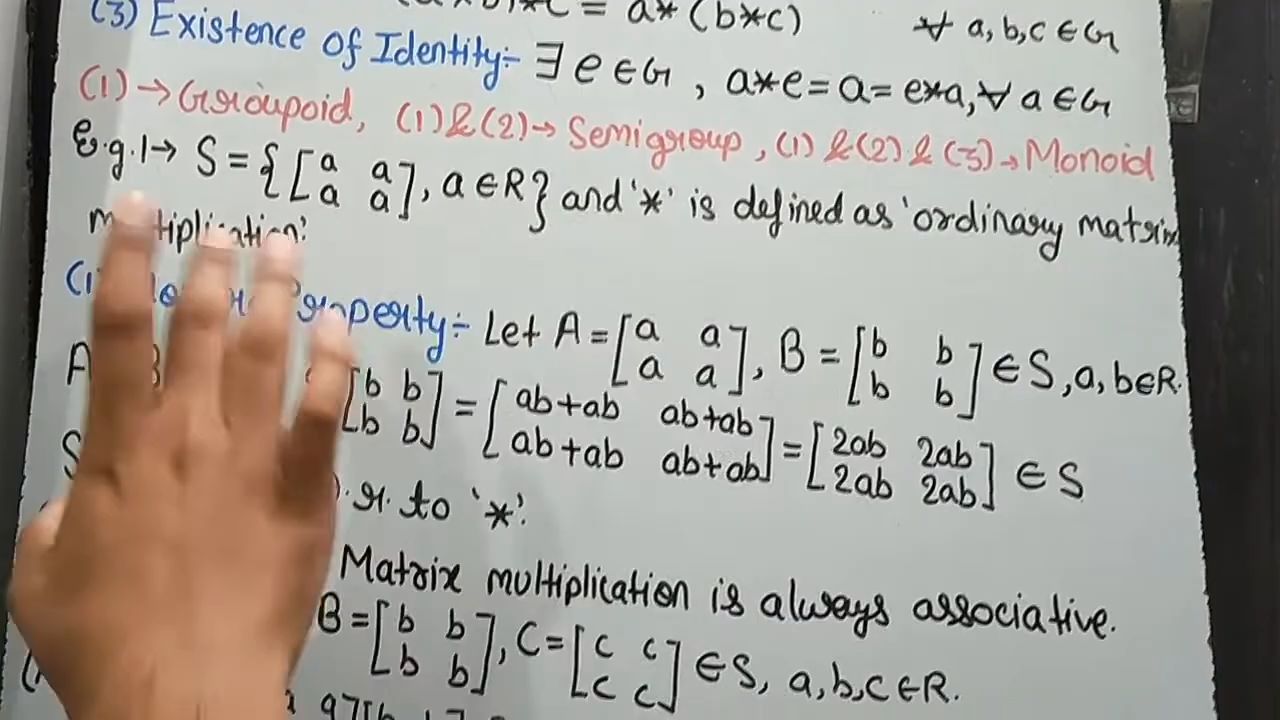 = a*(b*c) ∀ a,b,c ∈ G
(3) Existence of Identity:- ∃ e ∈ G, a*e = a = e*a, ∀ a ∈ G
(1) → Groupoid, (1) & (2) → Semigroup, (1) & (2) & (3) → Monoid
E.g.1 → S = {[a a
a a], a ∈ R} and '*' is defined as 'ordinary matrix
Property:- Let A = [a a
a a], B = [b b
b b] ∈ S, a, b ∈ R.
[b b
b b] = [ab+ab ab+ab
ab+ab ab+ab] = [2ab 2ab
2ab 2ab] ∈ S
to '*'.
Matrix multiplication is always associative.
B = [b b
b b], C = [c c
c c] ∈ S, a,b,c ∈ R.